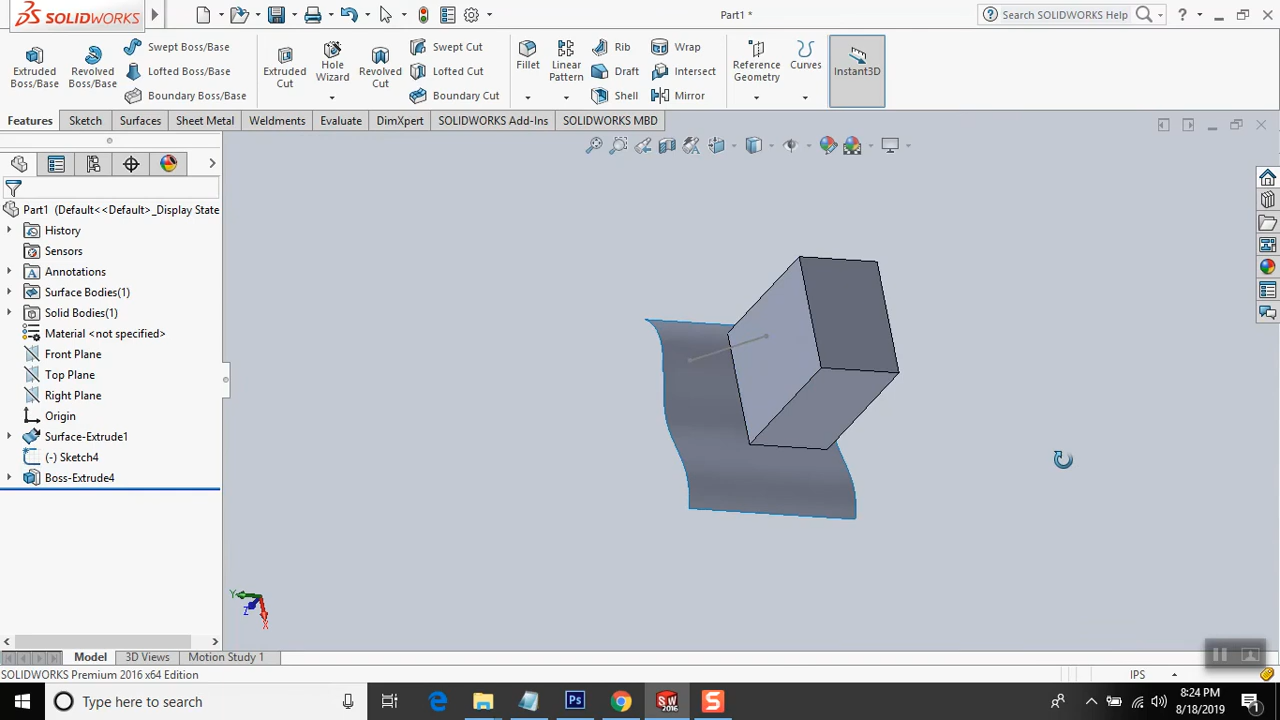 SOLIDWORKS
Part1 *
Search SOLIDWORKS Help
Extruded Boss/Base
Revolved Boss/Base
Swept Boss/Base
Lofted Boss/Base
Boundary Boss/Base
Extruded Cut
Hole Wizard
Revolved Cut
Swept Cut
Lofted Cut
Boundary Cut
Fillet
Linear Pattern
Rib
Draft
Shell
Wrap
Intersect
Mirror
Reference Geometry
Curves
Instant3D
Features
Sketch
Surfaces
Sheet Metal
Weldments
Evaluate
DimXpert
SOLIDWORKS Add-Ins
SOLIDWORKS MBD
Part1 (Default<<Default>_Display State
History
Sensors
Annotations
Surface Bodies(1)
Solid Bodies(1)
Material <not specified>
Front Plane
Top Plane
Right Plane
Origin
Surface-Extrude1
(-) Sketch4
Boss-Extrude4
Y
Z
X
Model
3D Views
Motion Study 1
SOLIDWORKS Premium 2016 x64 Edition
IPS
Type here to search
8:24 PM
8/18/2019